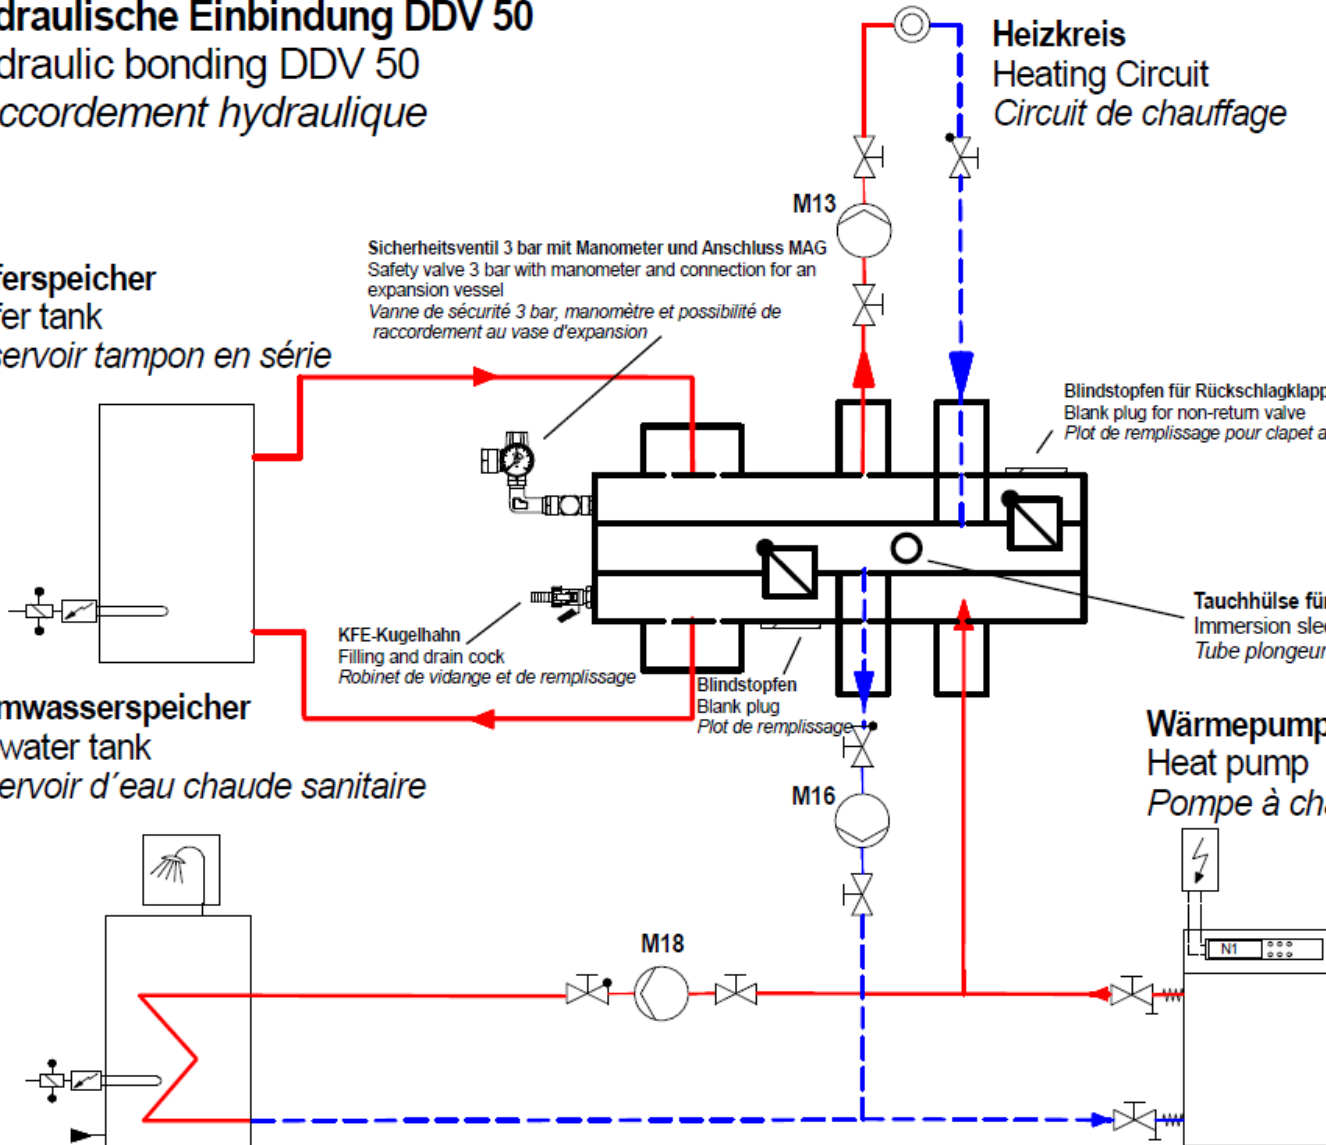 draulische Einbindung DDV 50
draulic bonding DDV 50
ccordement hydraulique
Heizkreis
Heating Circuit
Circuit de chauffage
M13
Sicherheitsventil 3 bar mit Manometer und Anschluss MAG
Safety valve 3 bar with manometer and connection for an
expansion vessel
Vanne de sécurité 3 bar, manomètre et possibilité de
raccordement au vase d'expansion
ferspeicher
fer tank
servoir tampon en série
Blindstopfen für Rückschlagklapp
Blank plug for non-return valve
Plot de remplissage pour clapet a
Tauchhülse für
Immersion slee
Tube plongeur
KFE-Kugelhahn
Filling and drain cock
Robinet de vidange et de remplissage
Blindstopfen
Blank plug
Plot de remplissage
mwasserspeicher
water tank
ervoir d´eau chaude sanitaire
Wärmepump
Heat pump
Pompe à cha
M16
M18
N1